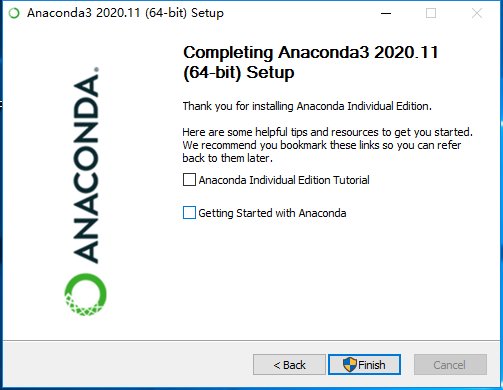 Anaconda3 2020.11 (64-bit) Setup
Completing Anaconda3 2020.11
(64-bit) Setup
Thank you for installing Anaconda Individual Edition.
Here are some helpful tips and resources to get you started.
We recommend you bookmark these links so you can refer
back to them later.
Anaconda Individual Edition Tutorial
Getting Started with Anaconda
ANACONDA.
< Back
Finish
Cancel